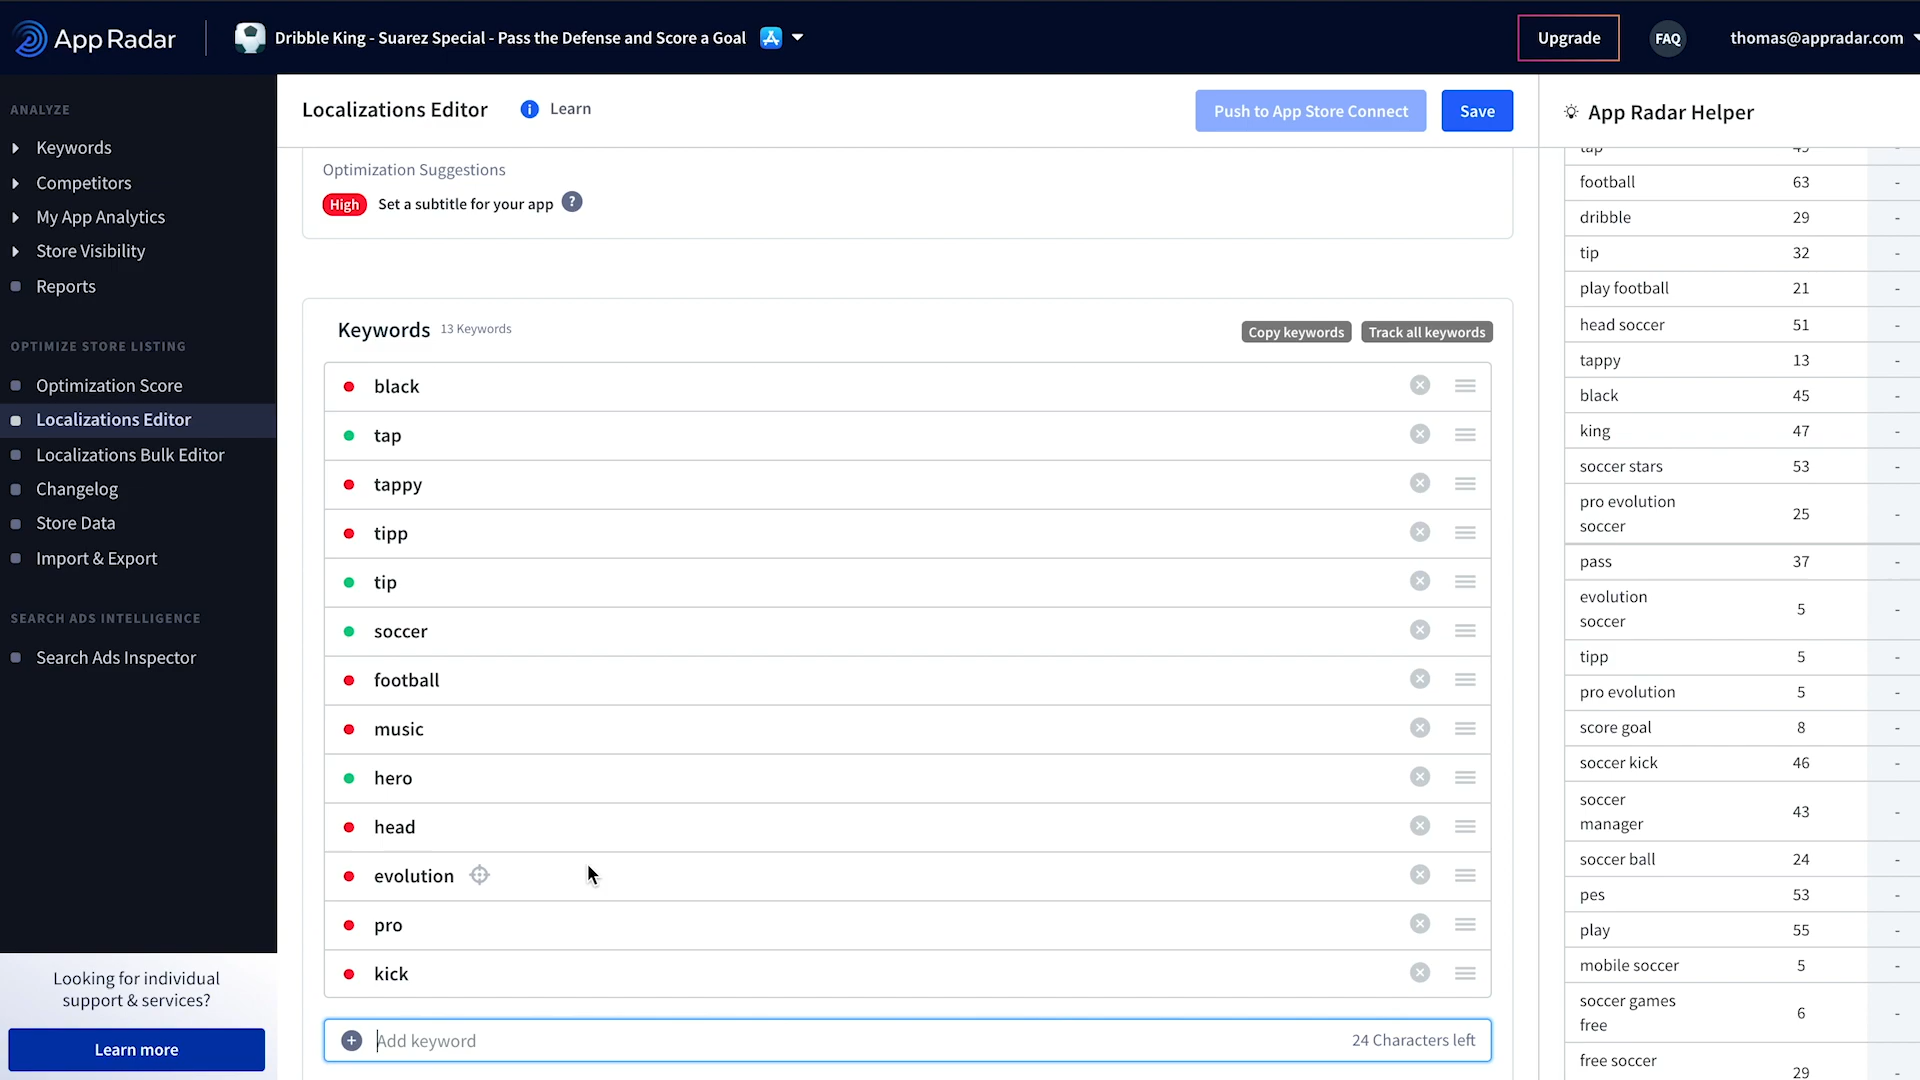 App Radar
Dribble King - Suarez Special - Pass the Defense and Score a Goal
Upgrade
FAQ
thomas@appradar.com
ANALYZE
Keywords
Competitors
My App Analytics
Store Visibility
Reports
OPTIMIZE STORE LISTING
Optimization Score
Localizations Editor
Localizations Bulk Editor
Changelog
Store Data
Import & Export
SEARCH ADS INTELLIGENCE
Search Ads Inspector
Looking for individual
support & services?
Learn more
Localizations Editor
i Learn
Push to App Store Connect
Save
Optimization Suggestions
High Set a subtitle for your app ?
Keywords 13 Keywords
Copy keywords Track all keywords
black
tap
tappy
tipp
tip
soccer
football
music
hero
head
evolution
pro
kick
Add keyword 24 Characters left
App Radar Helper
football 63 -
dribble 29 -
tip 32 -
play football 21 -
head soccer 51 -
tappy 13 -
black 45 -
king 47 -
soccer stars 53 -
pro evolution
soccer 25 -
pass 37 -
evolution
soccer 5 -
tipp 5 -
pro evolution 5 -
score goal 8 -
soccer kick 46 -
soccer
manager 43 -
soccer ball 24 -
pes 53 -
play 55 -
mobile soccer 5 -
soccer games
free 6 -
free soccer
29 -